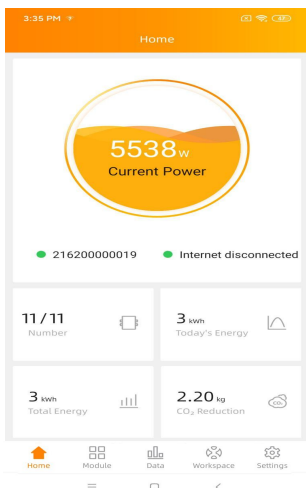 3:35 PM
Home
5538w
Current Power
216200000019
Internet disconnected
11/11
Number
3 kWh
Today's Energy
3 kWh
Total Energy
2.20 kg
CO₂ Reduction
Home
Module
Data
Workspace
Settings